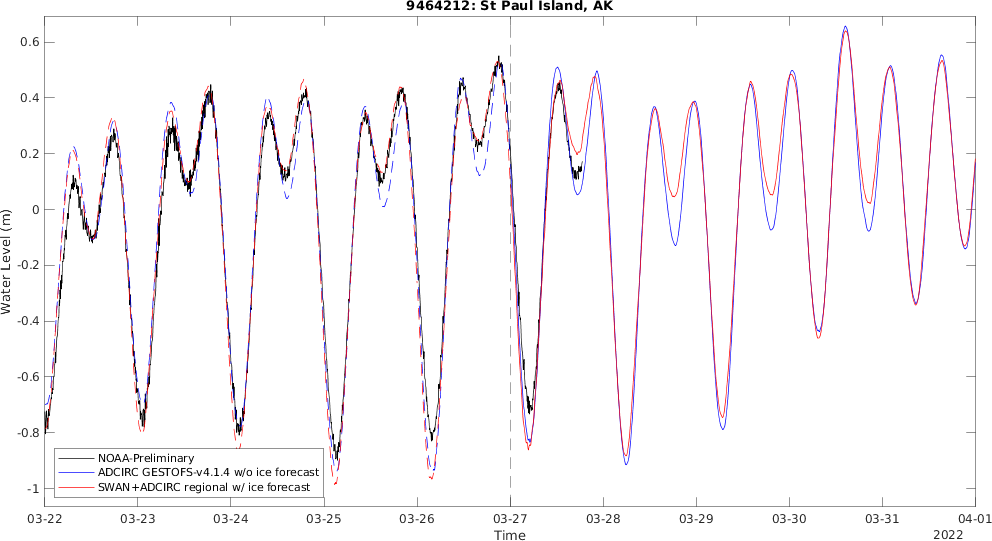 9464212: St Paul Island, AK
Water Level (m)
0.6
0.4
0.2
0
-0.2
-0.4
-0.6
-0.8
-1
NOAA-Preliminary
ADCIRC GESTOFS-v4.1.4 w/o ice forecast
SWAN+ADCIRC regional w/ ice forecast
03-22 03-23 03-24 03-25 03-26 03-27 03-28 03-29 03-30 03-31 04-01
Time
2022